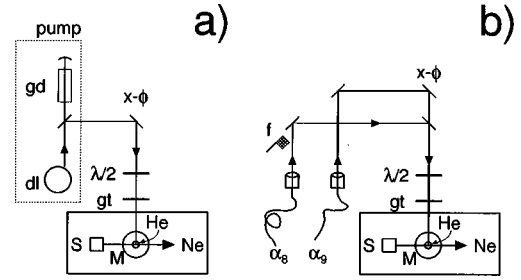 a)
pump
gd
x-ϕ
dl
λ/2
gt
He
S
M
Ne
b)
x-ϕ
f
λ/2
gt
α8
α9
He
S
M
Ne